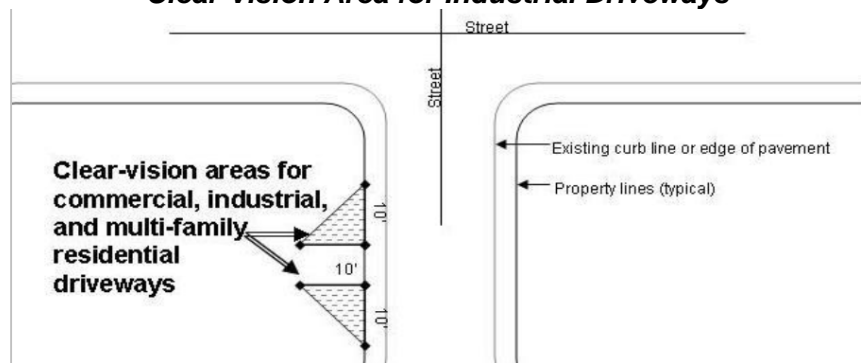 Clear-Vision Area for Industrial Driveways
Street
Street
Existing curb line or edge of pavement
Property lines (typical)
Clear-vision areas for
commercial, industrial,
and multi-family
residential
driveways
10'
10'
10'